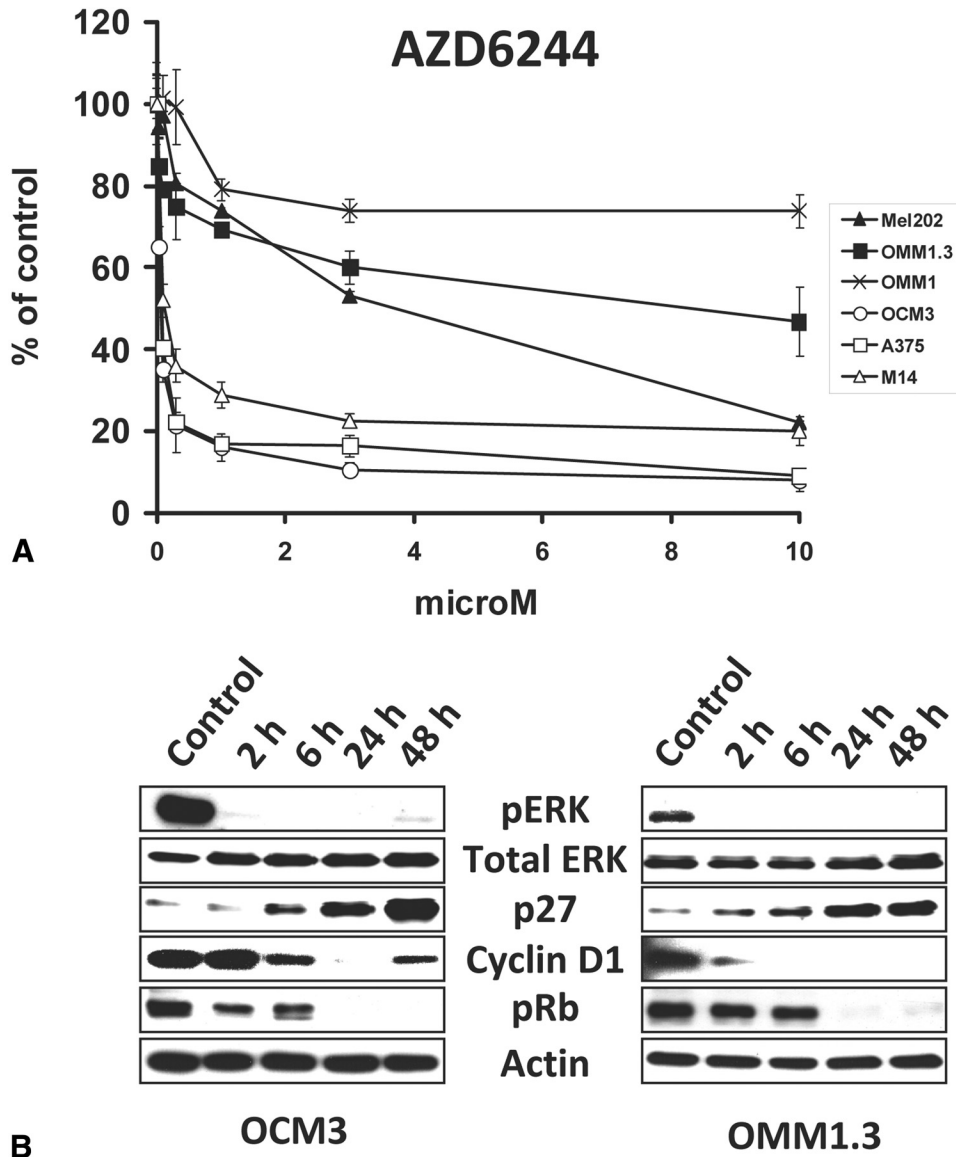 A
AZD6244
% of control
120
100
80
60
40
20
0
0 2 4 6 8 10
microM
Mel202
OMM1.3
OMM1
OCM3
A375
M14
Control 2 h 6 h 24 h 48 h
Control 2 h 6 h 24 h 48 h
pERK
Total ERK
p27
Cyclin D1
pRb
Actin
B
OCM3
OMM1.3